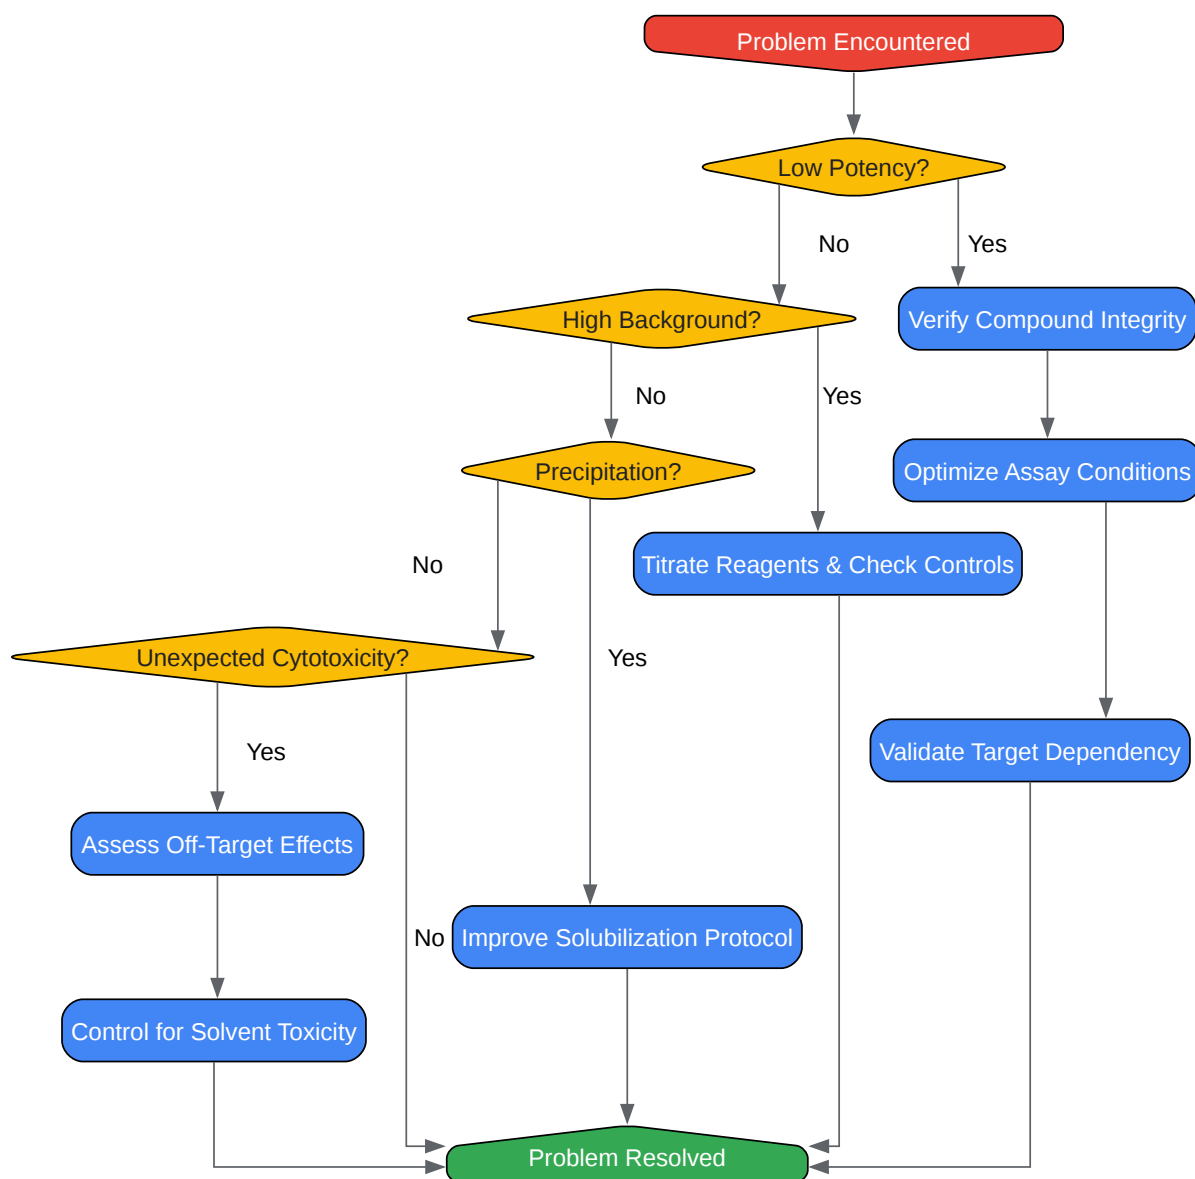 Problem Encountered
Low Potency?
No
Yes
High Background?
Verify Compound Integrity
No
Yes
Precipitation?
Optimize Assay Conditions
No
Titrate Reagents & Check Controls
Unexpected Cytotoxicity?
Yes
Yes
Validate Target Dependency
Assess Off-Target Effects
No
Improve Solubilization Protocol
Control for Solvent Toxicity
Problem Resolved